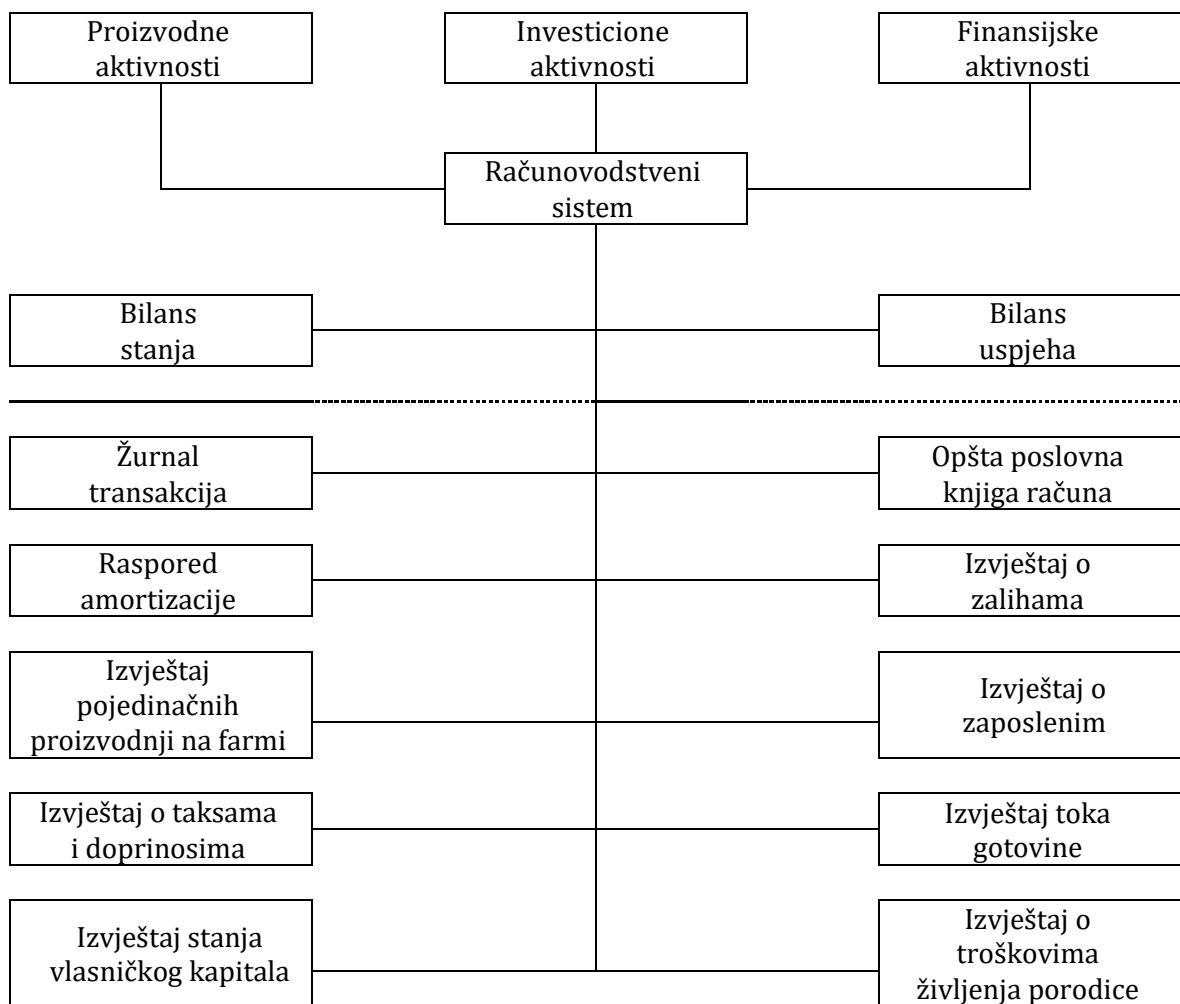 Proizvodne
aktivnosti
Investicione
aktivnosti
Finansijske
aktivnosti
Računovodstveni
sistem
Bilans
stanja
Bilans
uspjeha
Žurnal
transakcija
Opšta poslovna
knjiga računa
Raspored
amortizacije
Izvještaj o
zalihama
Izvještaj
pojedinačnih
proizvodnji na farmi
Izvještaj o
zaposlenim
Izvještaj o taksama
i doprinosima
Izvještaj toka
gotovine
Izvještaj stanja
vlasničkog kapitala
Izvještaj o
troškovima
življenja porodice